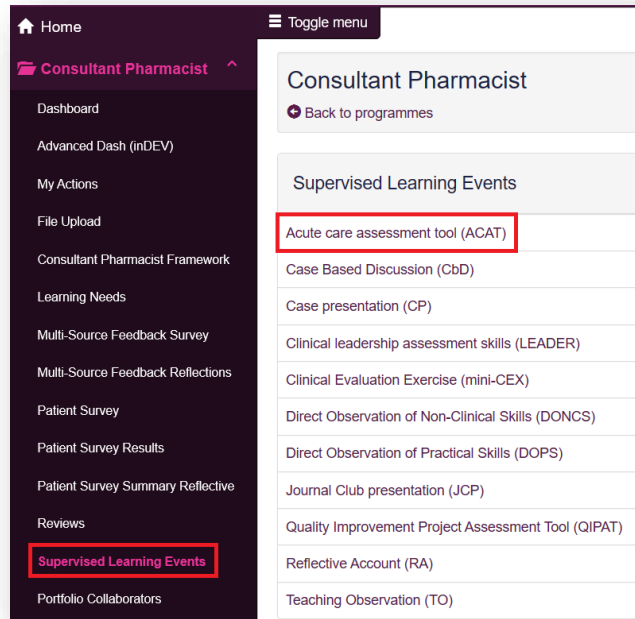 Home
Consultant Pharmacist
Dashboard
Advanced Dash (inDEV)
My Actions
File Upload
Consultant Pharmacist Framework
Learning Needs
Multi-Source Feedback Survey
Multi-Source Feedback Reflections
Patient Survey
Patient Survey Results
Patient Survey Summary Reflective
Reviews
Supervised Learning Events
Portfolio Collaborators
Toggle menu
Consultant Pharmacist
Back to programmes
Supervised Learning Events
Acute care assessment tool (ACAT)
Case Based Discussion (CbD)
Case presentation (CP)
Clinical leadership assessment skills (LEADER)
Clinical Evaluation Exercise (mini-CEX)
Direct Observation of Non-Clinical Skills (DONCS)
Direct Observation of Practical Skills (DOPS)
Journal Club presentation (JCP)
Quality Improvement Project Assessment Tool (QIPAT)
Reflective Account (RA)
Teaching Observation (TO)